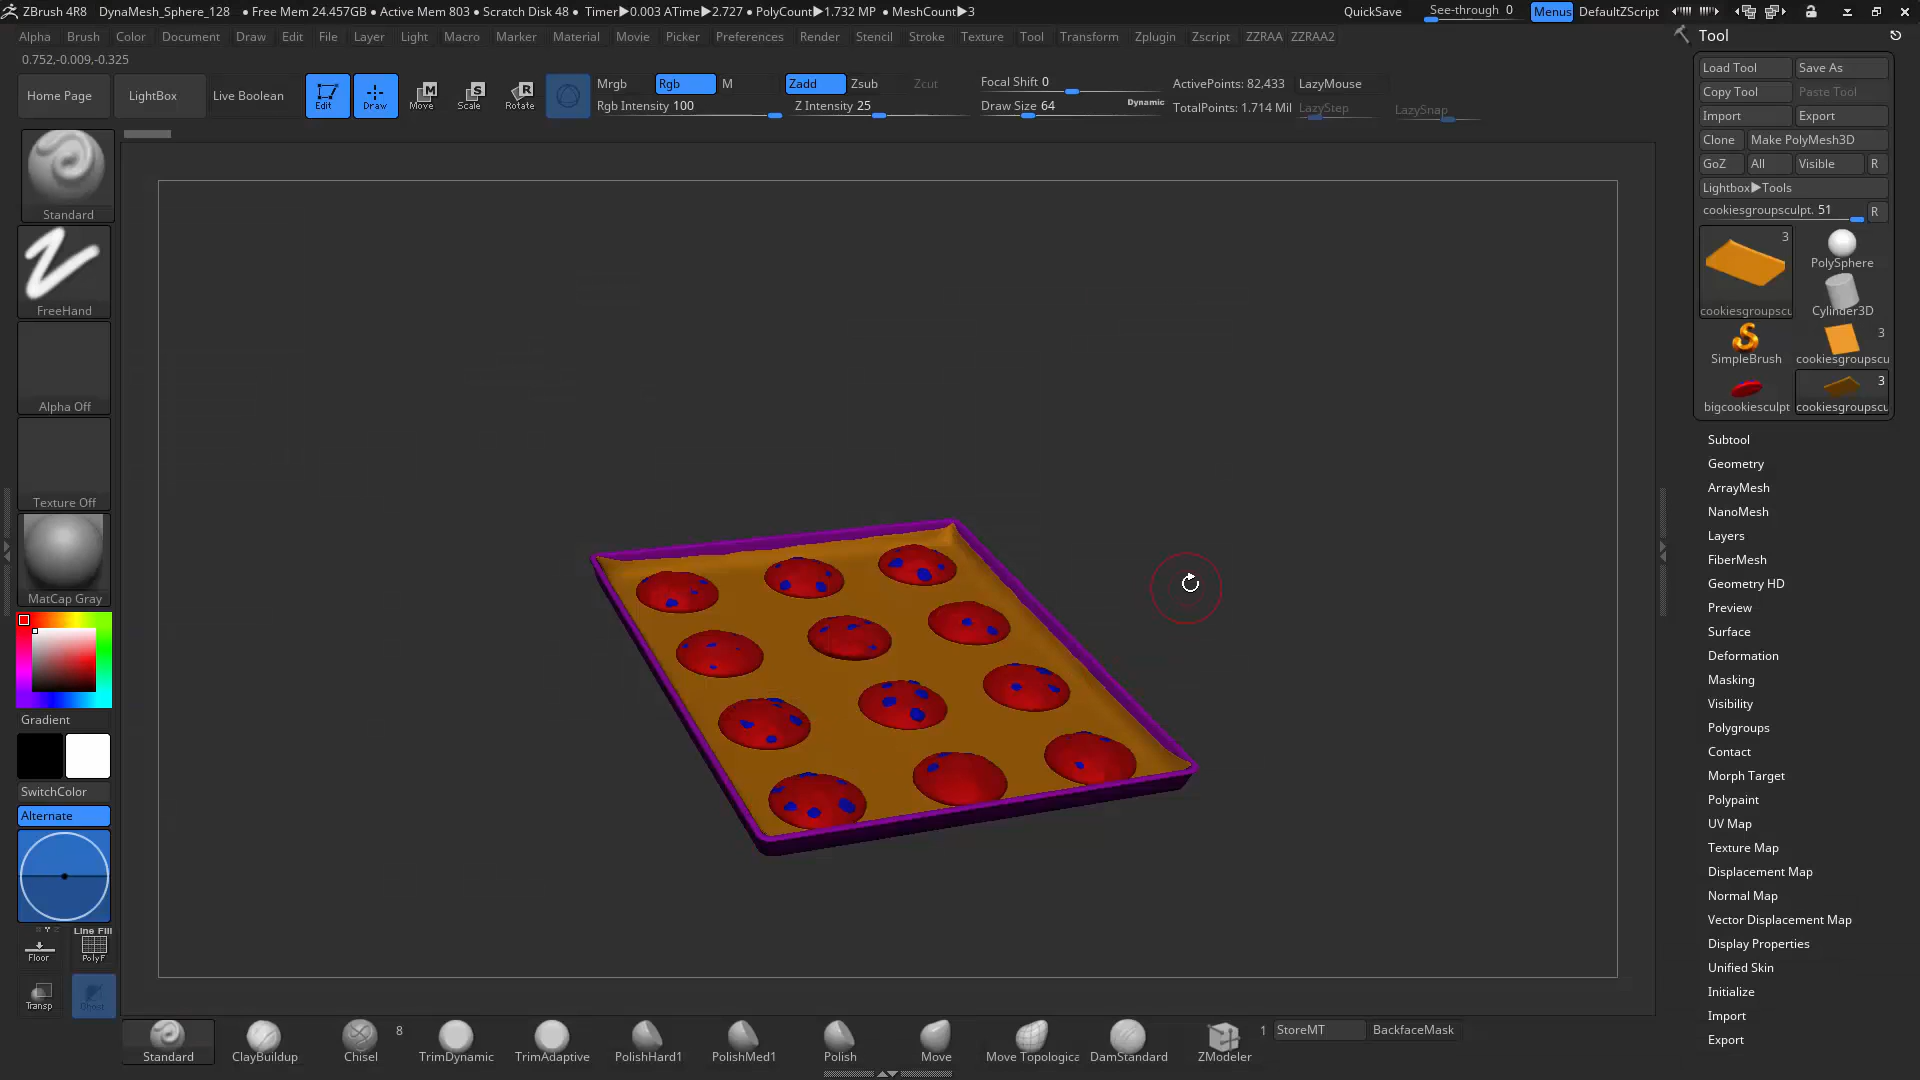 ZBrush 4R8 DynaMesh_Sphere_128 ● Free Mem 24.457GB ● Active Mem 803 ● Scratch Disk 48 ● Timer▶0.003 ATime▶2.727 ● PolyCount▶1.732 MP ● MeshCount▶3 QuickSave See-through 0 Menus DefaultZScript
Alpha Brush Color Document Draw Edit File Layer Light Macro Marker Material Movie Picker Preferences Render Stencil Stroke Texture Tool Transform Zplugin Zscript ZZRAA ZZRAA2
0.752,-0.009,-0.325
Home Page LightBox Live Boolean Edit Draw Move Scale Rotate
Mrgb Rgb M Zadd Zsub Zcut Focal Shift 0 ActivePoints: 82,433 LazyMouse
Rgb Intensity 100 Z Intensity 25 Draw Size 64 Dynamic TotalPoints: 1.714 Mil LazyStep LazySnap
Standard
FreeHand
Alpha Off
Texture Off
MatCap Gray
Gradient
SwitchColor
Alternate
Line Fill
Floor PolyF
Transp Ghost
Tool
Load Tool Save As
Copy Tool Paste Tool
Import Export
Clone Make PolyMesh3D
GoZ All Visible R
Lightbox▶Tools
cookiesgroupsculpt. 51 R
3
PolySphere
cookiesgroupscu Cylinder3D
3
SimpleBrush cookiesgroupscu
3
bigcookiesculpt cookiesgroupscu
Subtool
Geometry
ArrayMesh
NanoMesh
Layers
FiberMesh
Geometry HD
Preview
Surface
Deformation
Masking
Visibility
Polygroups
Contact
Morph Target
Polypaint
UV Map
Texture Map
Displacement Map
Normal Map
Vector Displacement Map
Display Properties
Unified Skin
Initialize
Import
Export
8 1 StoreMT BackfaceMask
Standard ClayBuildup Chisel TrimDynamic TrimAdaptive PolishHard1 PolishMed1 Polish Move Move Topologica DamStandard ZModeler